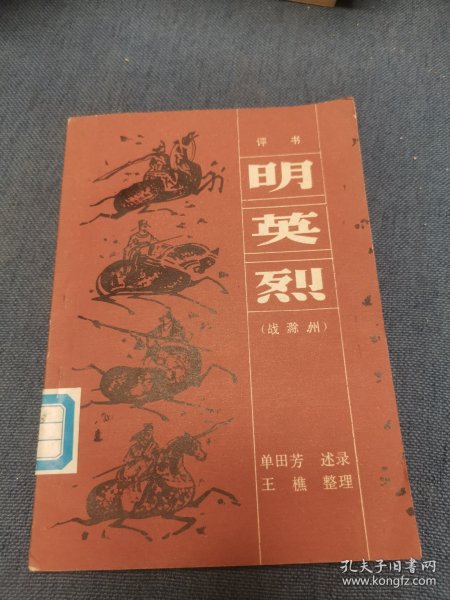 评书
明
英
烈
(战滁州)
单田芳 述录
王樵 整理
孔夫子旧书网
www.kongfz.com